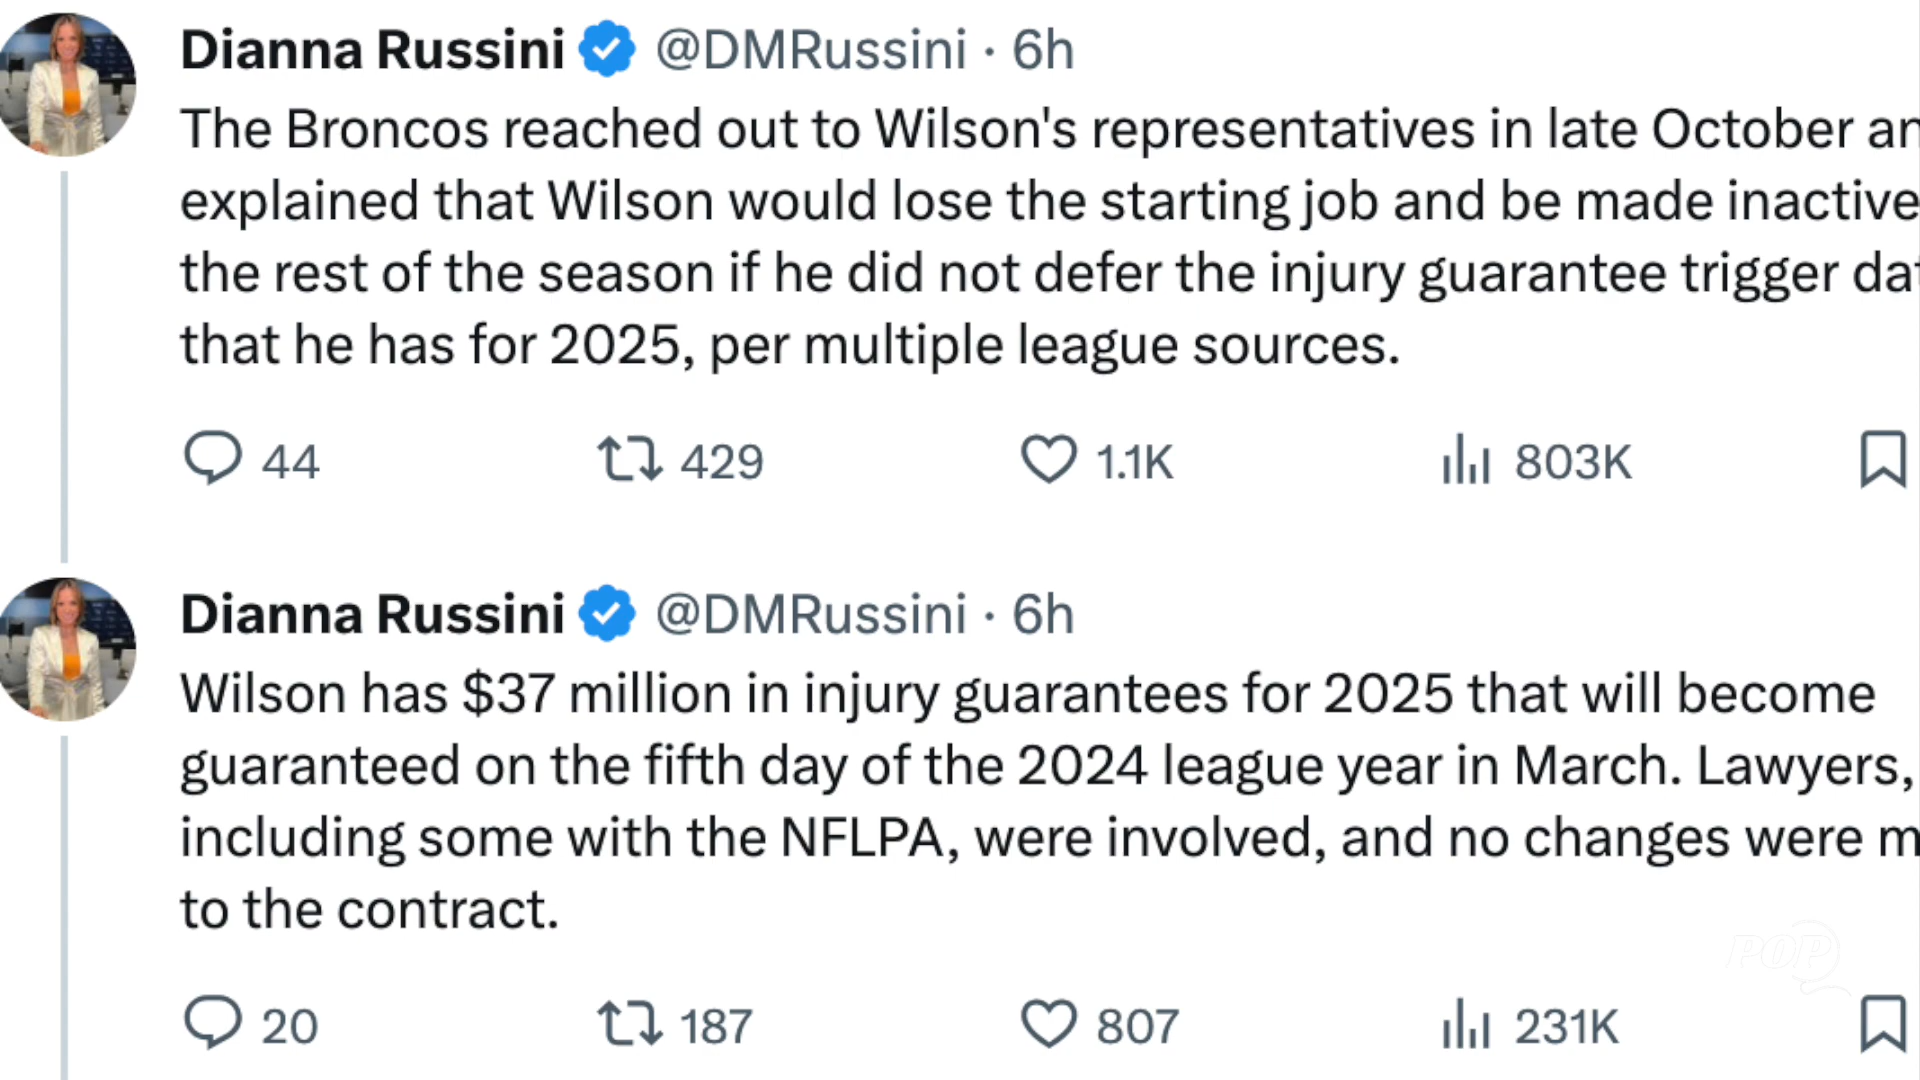 Dianna Russini @DMRussini · 6h
The Broncos reached out to Wilson's representatives in late October an
explained that Wilson would lose the starting job and be made inactive
the rest of the season if he did not defer the injury guarantee trigger dat
that he has for 2025, per multiple league sources.
44 429 1.1K 803K
Dianna Russini @DMRussini · 6h
Wilson has $37 million in injury guarantees for 2025 that will become
guaranteed on the fifth day of the 2024 league year in March. Lawyers,
including some with the NFLPA, were involved, and no changes were m
to the contract.
POP
20 187 807 231K